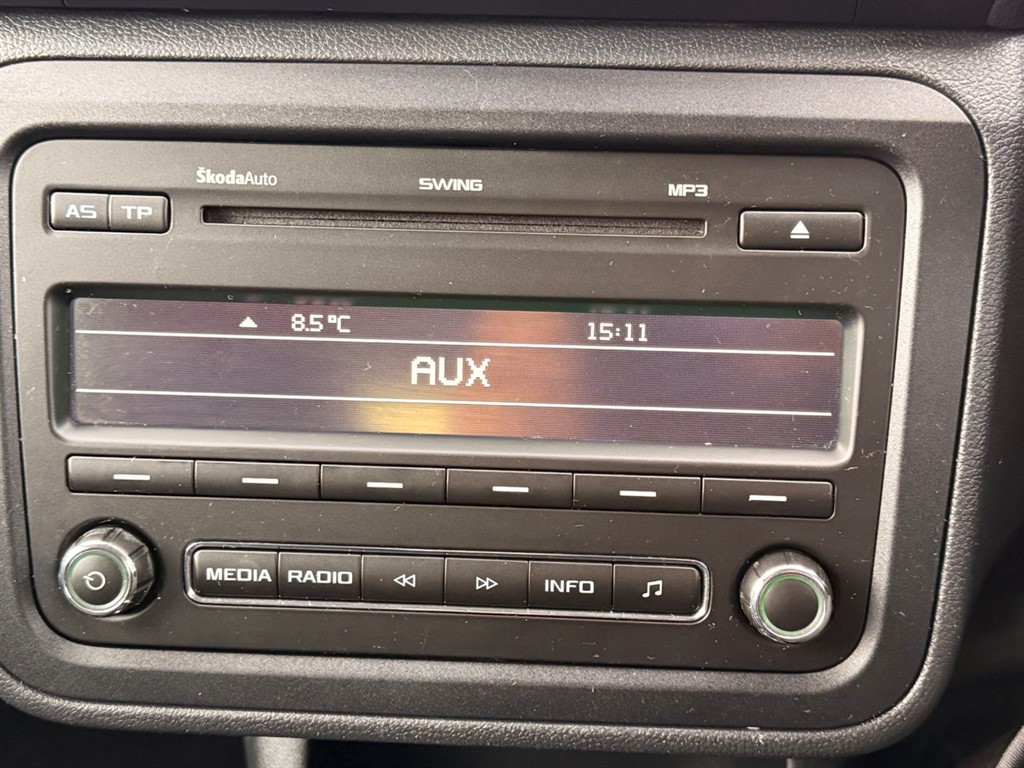 ŠkodaAuto SWING MP3
AS TP
8.5°C 15:11
AUX
MEDIA RADIO INFO